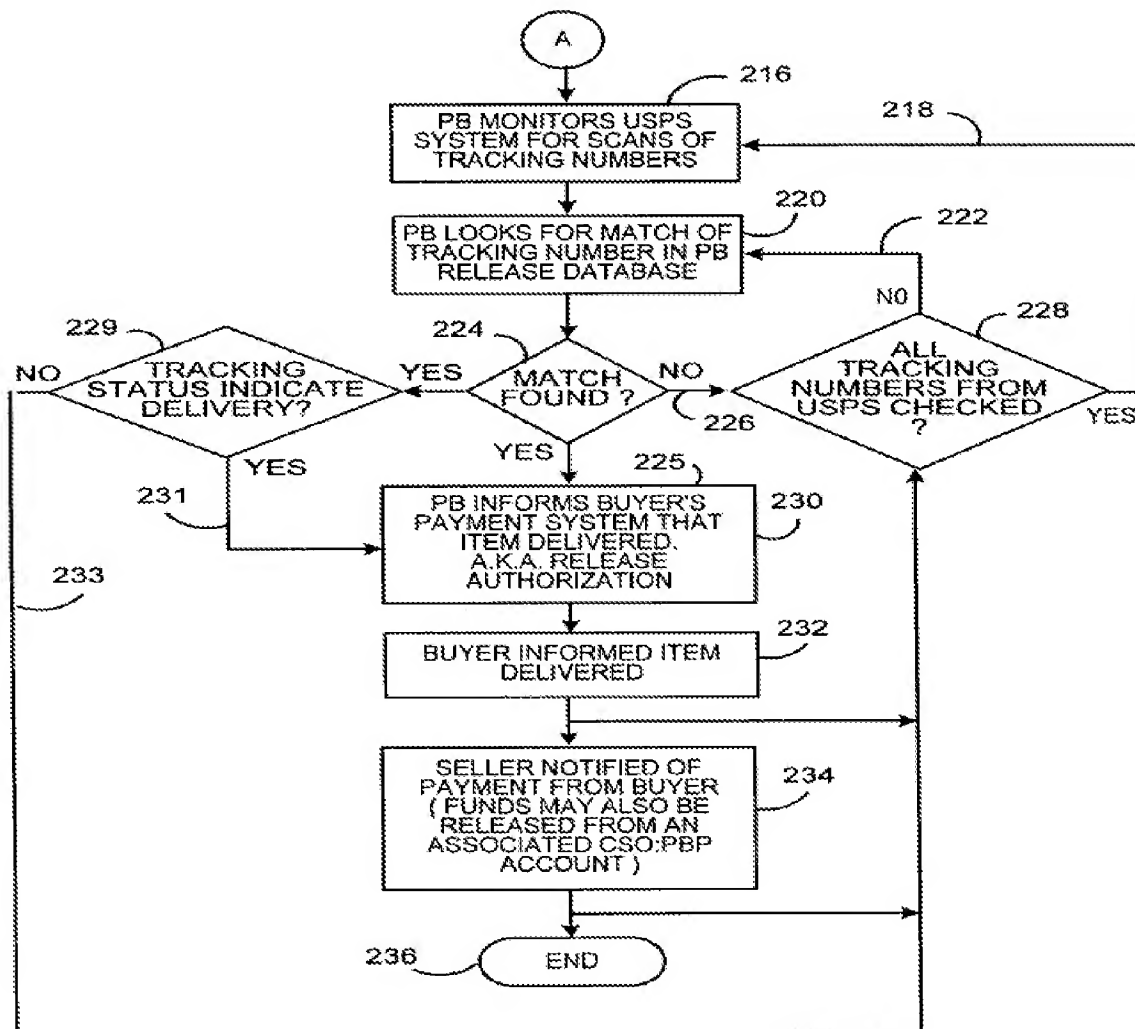 A
216
PB MONITORS USPS
SYSTEM FOR SCANS OF
TRACKING NUMBERS
218
220
PB LOOKS FOR MATCH OF
TRACKING NUMBER IN PB
RELEASE DATABASE
222
NO
229
224
228
NO
TRACKING
STATUS INDICATE
DELIVERY?
YES
MATCH
FOUND ?
NO
226
ALL
TRACKING
NUMBERS FROM
USPS CHECKED
?
YES
YES
YES
225
231
PB INFORMS BUYER'S
PAYMENT SYSTEM THAT
ITEM DELIVERED.
A.K.A. RELEASE
AUTHORIZATION
230
233
BUYER INFORMED ITEM
DELIVERED
232
SELLER NOTIFIED OF
PAYMENT FROM BUYER
( FUNDS MAY ALSO BE
RELEASED FROM AN
ASSOCIATED CSO:PBP
ACCOUNT )
234
236
END